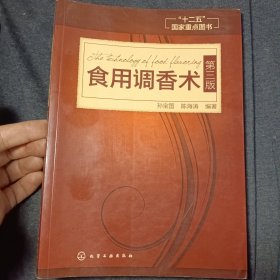 “十二五”
国家重点图书
The technology of food flavoring
食用调香术
第三版
孙宝国 陈海涛 编著
化学工业出版社